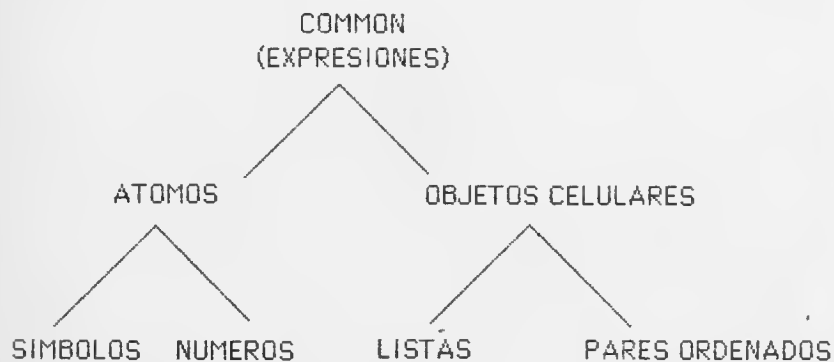 COMMON
(EXPRESIONES)
ATOMOS
OBJETOS CELULARES
SIMBOLOS
NUMEROS
LISTAS
PARES ORDENADOS